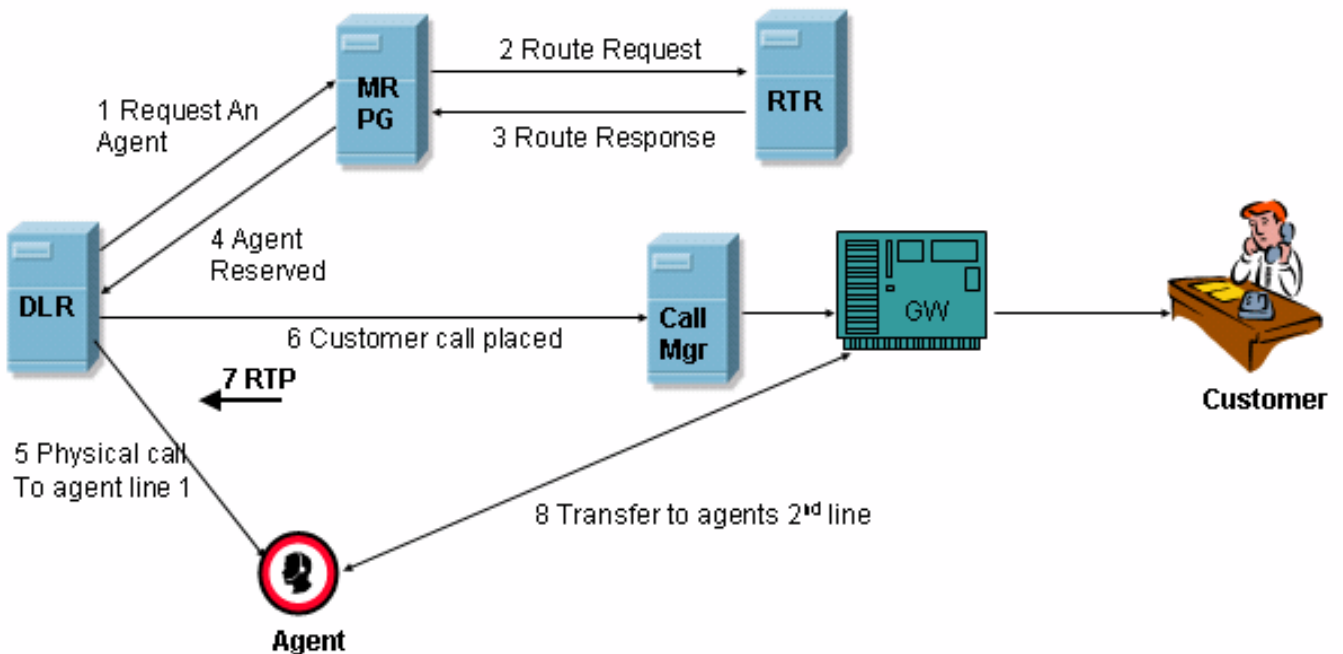 2 Route Request
MR
PG
RTR
1 Request An
Agent
3 Route Response
4 Agent
Reserved
DLR
6 Customer call placed
Call
Mgr
GW
Customer
7 RTP
5 Physical call
To agent line 1
8 Transfer to agents 2nd line
Agent